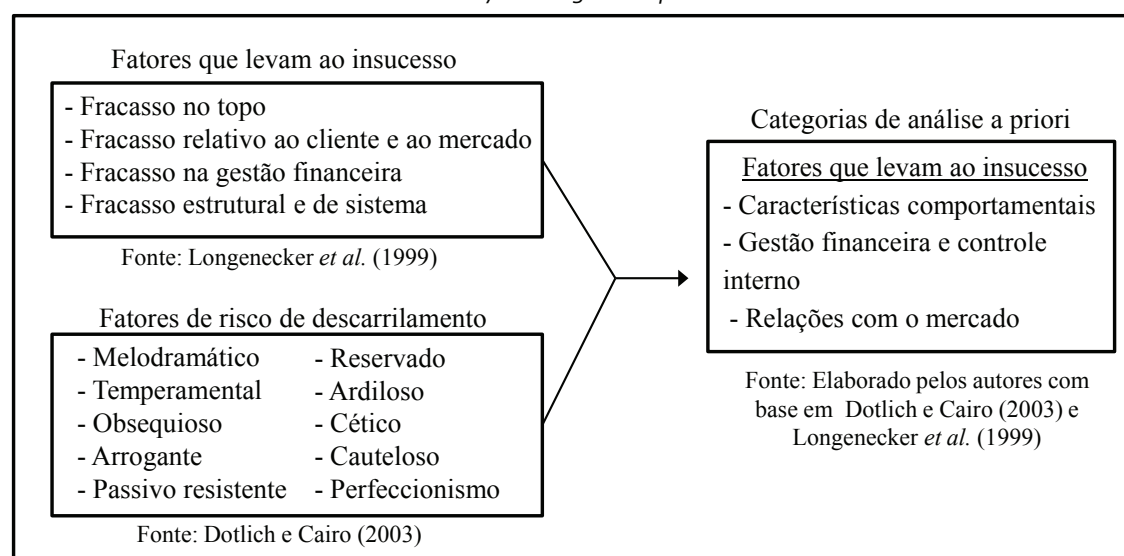 Fatores que levam ao insucesso
- Fracasso no topo
- Fracasso relativo ao cliente e ao mercado
- Fracasso na gestão financeira
- Fracasso estrutural e de sistema
Fonte: Longenecker et al. (1999)
Fatores de risco de descarrilamento
- Melodramático
- Temperamental
- Obsequioso
- Arrogante
- Passivo resistente
- Reservado
- Ardiloso
- Cético
- Cauteloso
- Perfeccionismo
Fonte: Dotlich e Cairo (2003)
Categorias de análise a priori
Fatores que levam ao insucesso
- Características comportamentais
- Gestão financeira e controle
interno
- Relações com o mercado
Fonte: Elaborado pelos autores com
base em Dotlich e Cairo (2003) e
Longenecker et al. (1999)